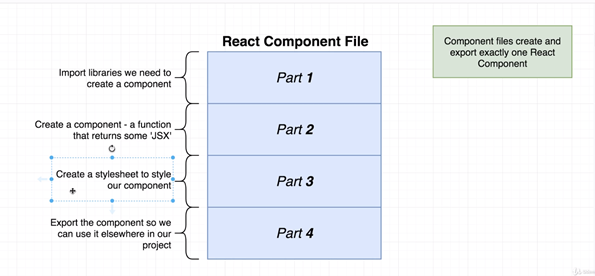 React Component File
Component files create and
export exactly one React
Component
Import libraries we need to
create a component
Part 1
Create a component - a function
that returns some 'JSX'
Part 2
Create a stylesheet to style
our component
Part 3
Export the component so we
can use it elsewhere in our
project
Part 4